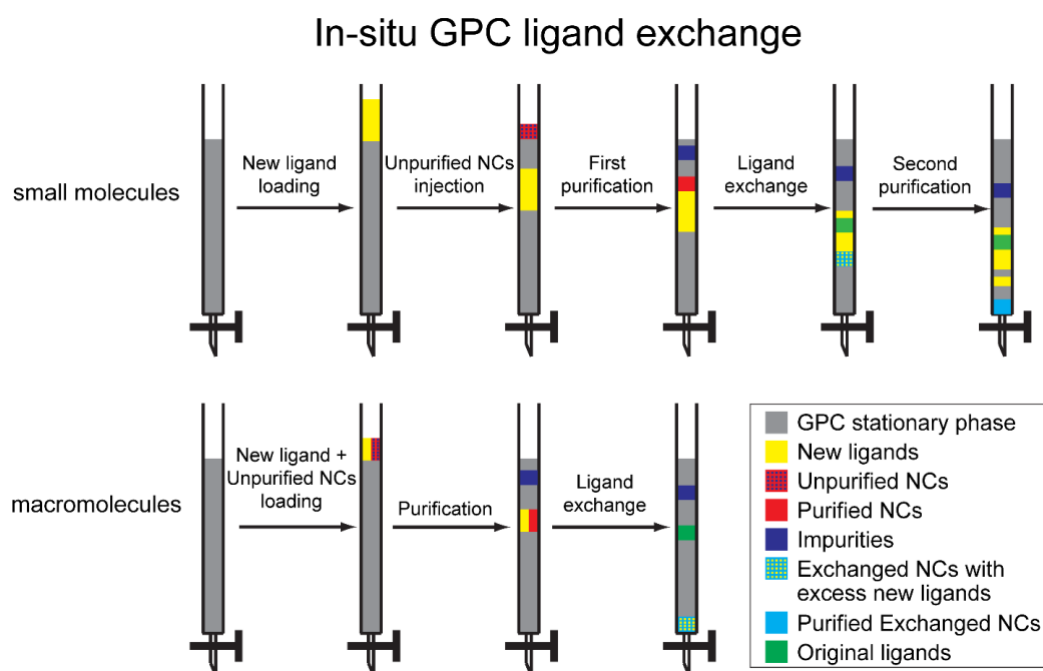 In-situ GPC ligand exchange
small molecules
New ligand
loading
Unpurified NCs
injection
First
purification
Ligand
exchange
Second
purification
macromolecules
New ligand +
Unpurified NCs
loading
Purification
Ligand
exchange
GPC stationary phase
New ligands
Unpurified NCs
Purified NCs
Impurities
Exchanged NCs with
excess new ligands
Purified Exchanged NCs
Original ligands